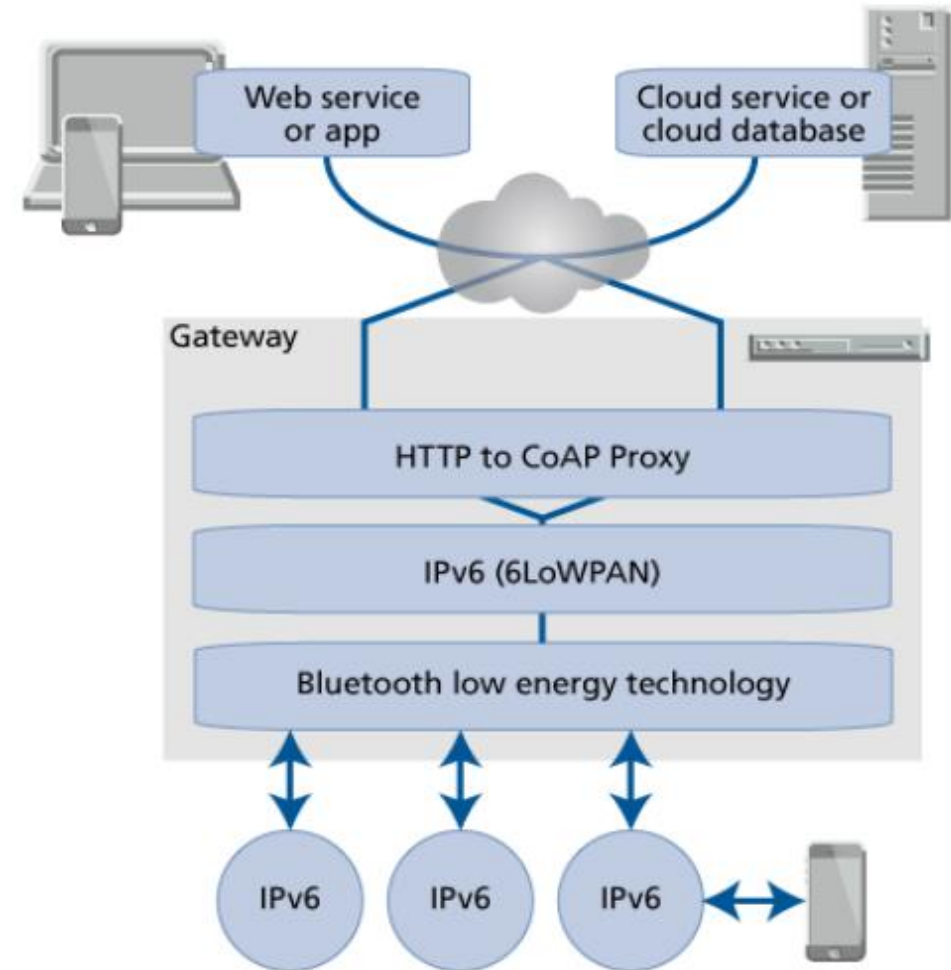 Web service
or app
Cloud service or
cloud database
Gateway
HTTP to CoAP Proxy
IPv6 (6LoWPAN)
Bluetooth low energy technology
IPv6
IPv6
IPv6